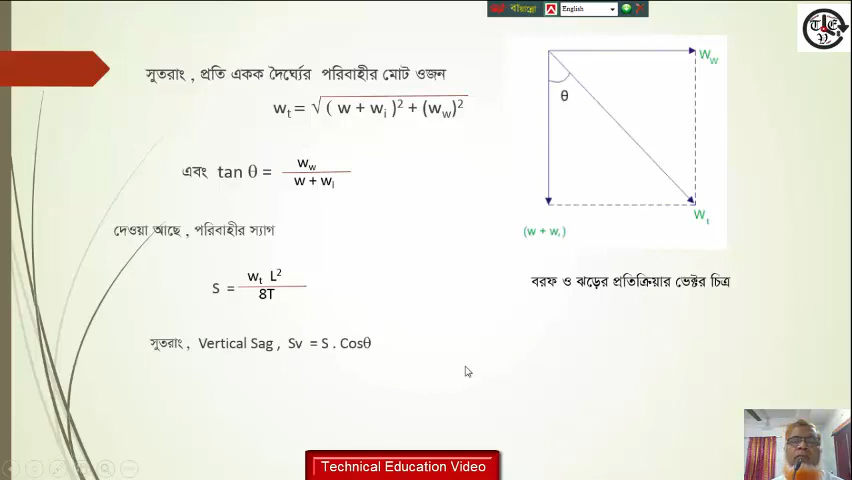 বায়ান্নো English
সুতরাং , প্রতি একক দৈর্ঘ্যের পরিবাহীর মোট ওজন
wt = √( w + wi )2 + (ww)2
এবং tan θ = ww
w + wi
দেওয়া আছে , পরিবাহীর স্যাগ
S = wt L2
8T
সুতরাং , Vertical Sag , Sv = S . Cosθ
Ww
θ
Wt
(w + wi)
বরফ ও ঝড়ের প্রতিক্রিয়ার ভেক্টর চিত্র
Technical Education Video